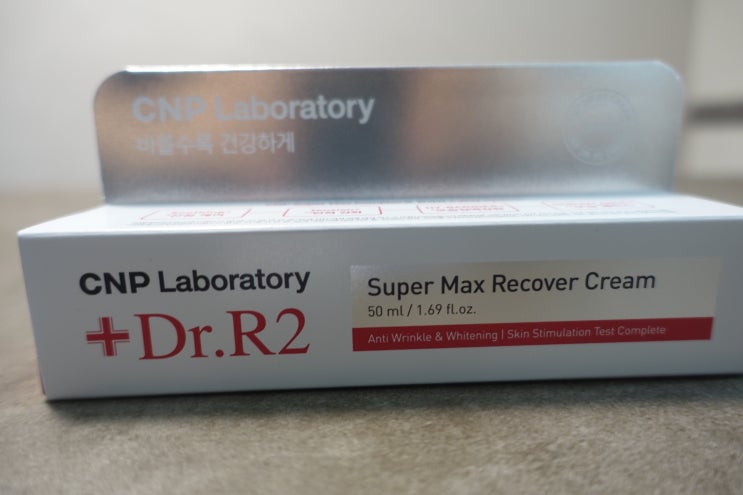 CNP Laboratory
바를수록 건강하게
CNP Laboratory
Dr.R2
Super Max Recover Cream
50 ml / 1.69 fl.oz.
Anti Wrinkle & Whitening | Skin Stimulation Test Complete